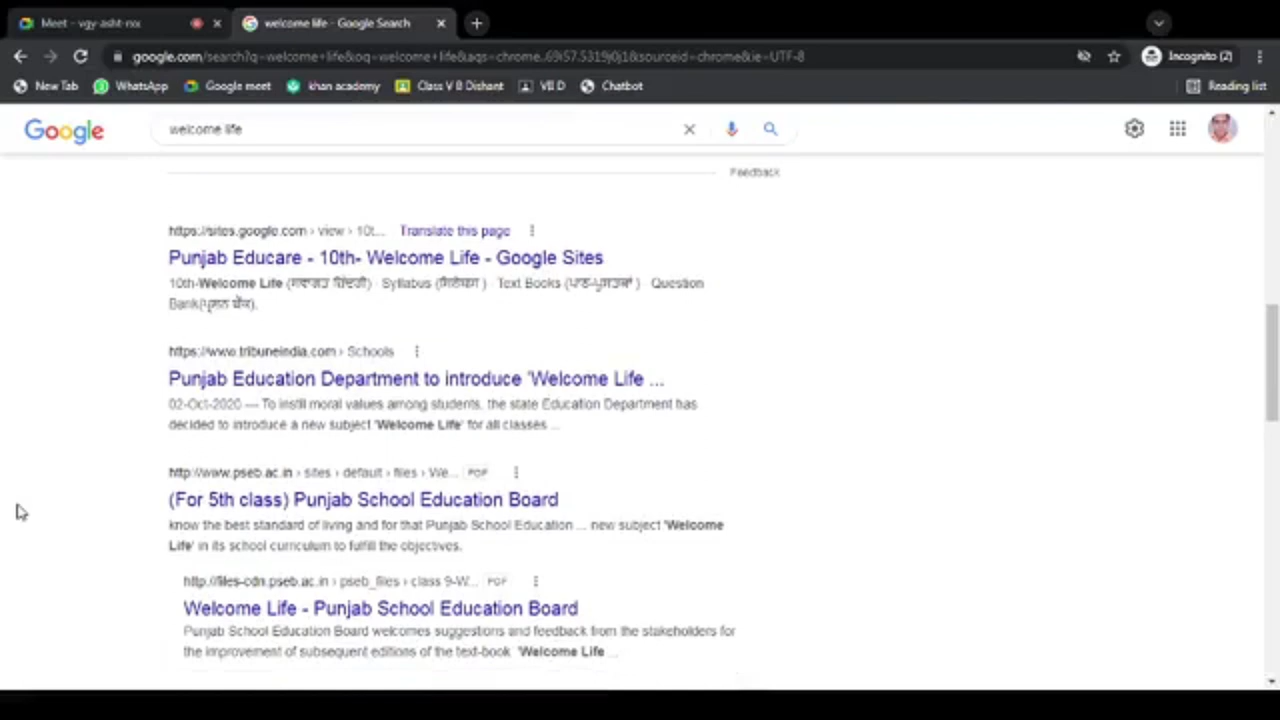 Meet - vgy-asht-nxx
welcome life - Google Search
google.com/search?q=welcome+life&oq=welcome+life&aqs=chrome..69i57.5319j0j1&sourceid=chrome&ie=UTF-8
Incognito (2)
New Tab WhatsApp Google meet khan academy Class V B Dishant VII D Chatbot Reading list
Google welcome life
Feedback
https://sites.google.com › view › 10t... Translate this page
Punjab Educare - 10th- Welcome Life - Google Sites
10th-Welcome Life · Syllabus · Text Books · Question
Bank
https://www.tribuneindia.com › Schools
Punjab Education Department to introduce 'Welcome Life ...
02-Oct-2020 — To instill moral values among students, the state Education Department has
decided to introduce a new subject 'Welcome Life' for all classes ...
http://www.pseb.ac.in › sites › default › files › We... PDF
(For 5th class) Punjab School Education Board
know the best standard of living and for that Punjab School Education ... new subject 'Welcome
Life' in its school curriculum to fulfill the objectives.
http://files-cdn.pseb.ac.in › pseb_files › class 9-W... PDF
Welcome Life - Punjab School Education Board
Punjab School Education Board welcomes suggestions and feedback from the stakeholders for
the improvement of subsequent editions of the text-book 'Welcome Life ...